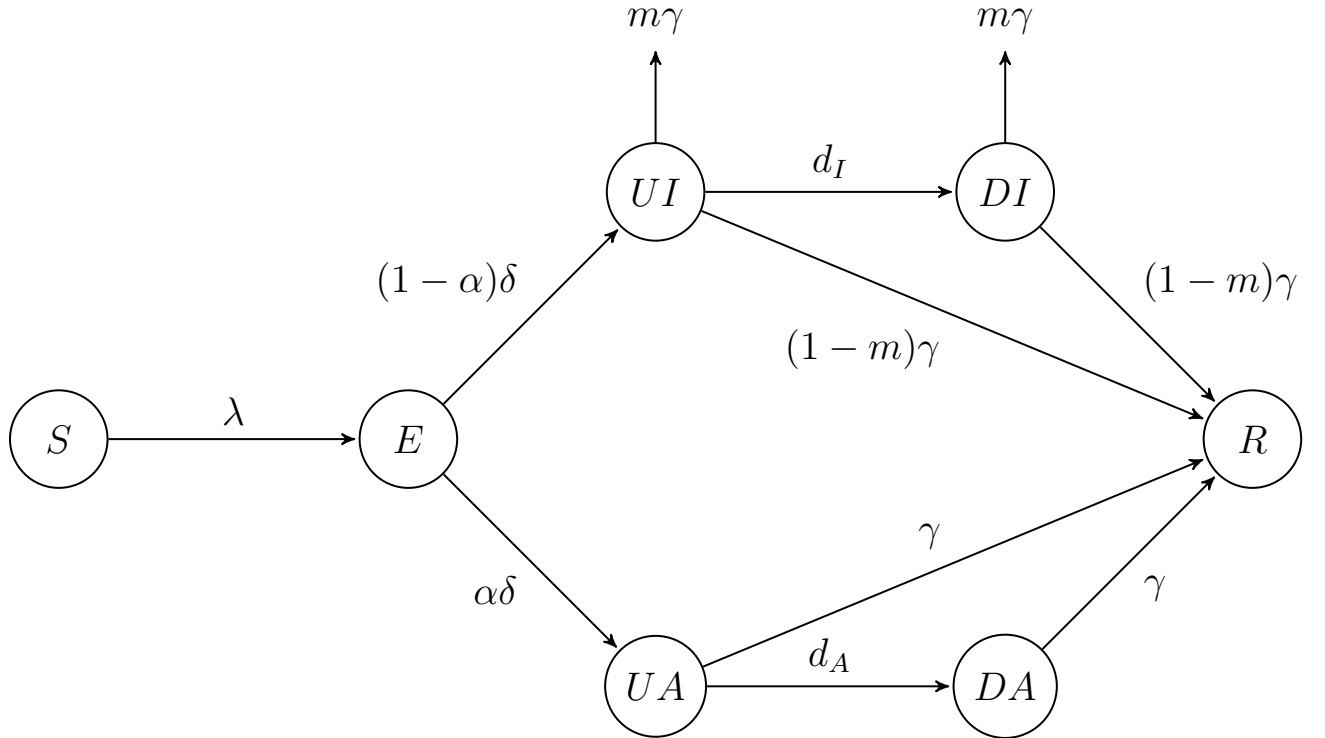 mγ mγ
UI d_I DI
(1 − α)δ (1 − m)γ
(1 − m)γ
S λ E R
γ
αδ γ
UA d_A DA